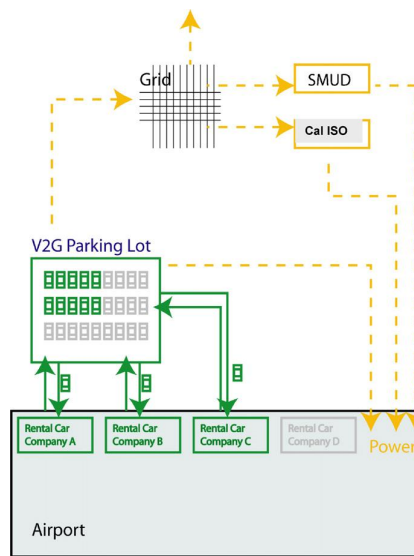 Grid
SMUD
Cal ISO
V2G Parking Lot
Rental Car
Company A
Rental Car
Company B
Rental Car
Company C
Rental Car
Company D
Power
Airport